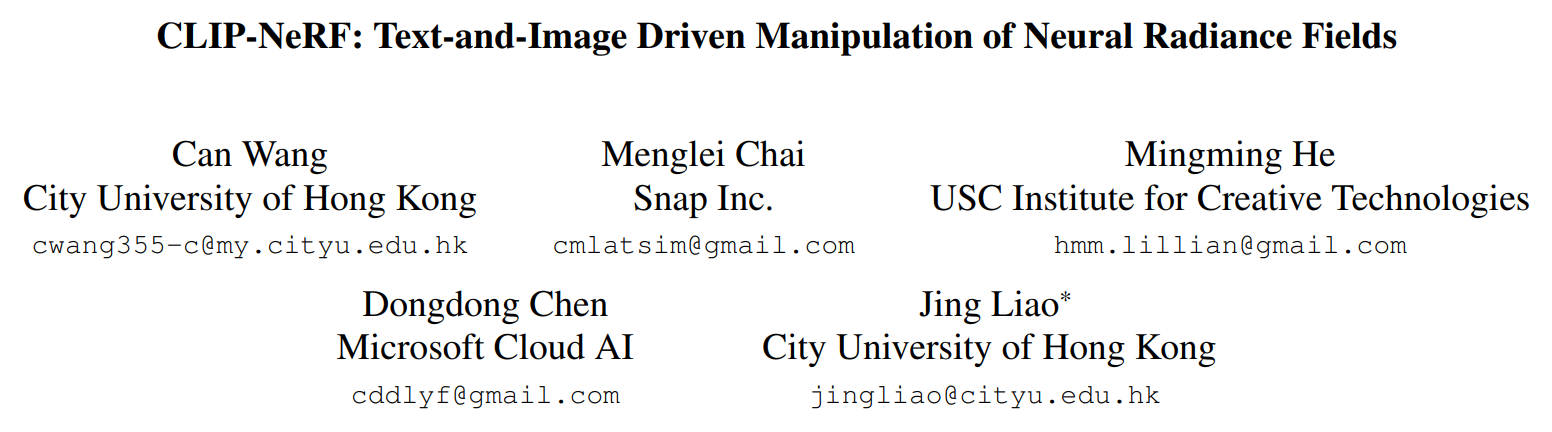 CLIP-NeRF: Text-and-Image Driven Manipulation of Neural Radiance Fields
Can Wang
City University of Hong Kong
cwang355-c@my.cityu.edu.hk
Menglei Chai
Snap Inc.
cmlatsim@gmail.com
Mingming He
USC Institute for Creative Technologies
hmm.lillian@gmail.com
Dongdong Chen
Microsoft Cloud AI
cddlyf@gmail.com
Jing Liao*
City University of Hong Kong
jingliao@cityu.edu.hk